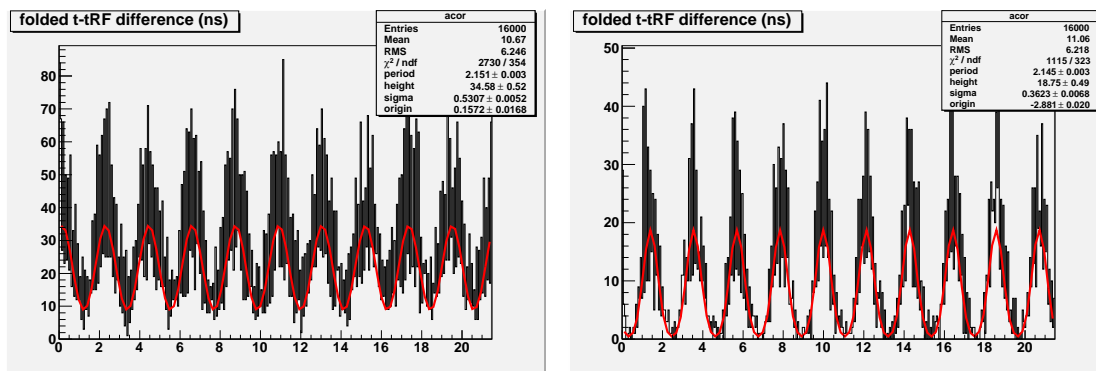 folded t-tRF difference (ns)
acor
Entries 16000
Mean 10.67
RMS 6.246
χ² / ndf 2730 / 354
period 2.151 ± 0.003
height 34.58 ± 0.52
sigma 0.5307 ± 0.0052
origin 0.1572 ± 0.0168
80
70
60
50
40
30
20
10
0
0 2 4 6 8 10 12 14 16 18 20
folded t-tRF difference (ns)
acor
Entries 16000
Mean 11.06
RMS 6.218
χ² / ndf 1115 / 323
period 2.145 ± 0.003
height 18.75 ± 0.49
sigma 0.3623 ± 0.0068
origin -2.881 ± 0.020
50
40
30
20
10
0
0 2 4 6 8 10 12 14 16 18 20